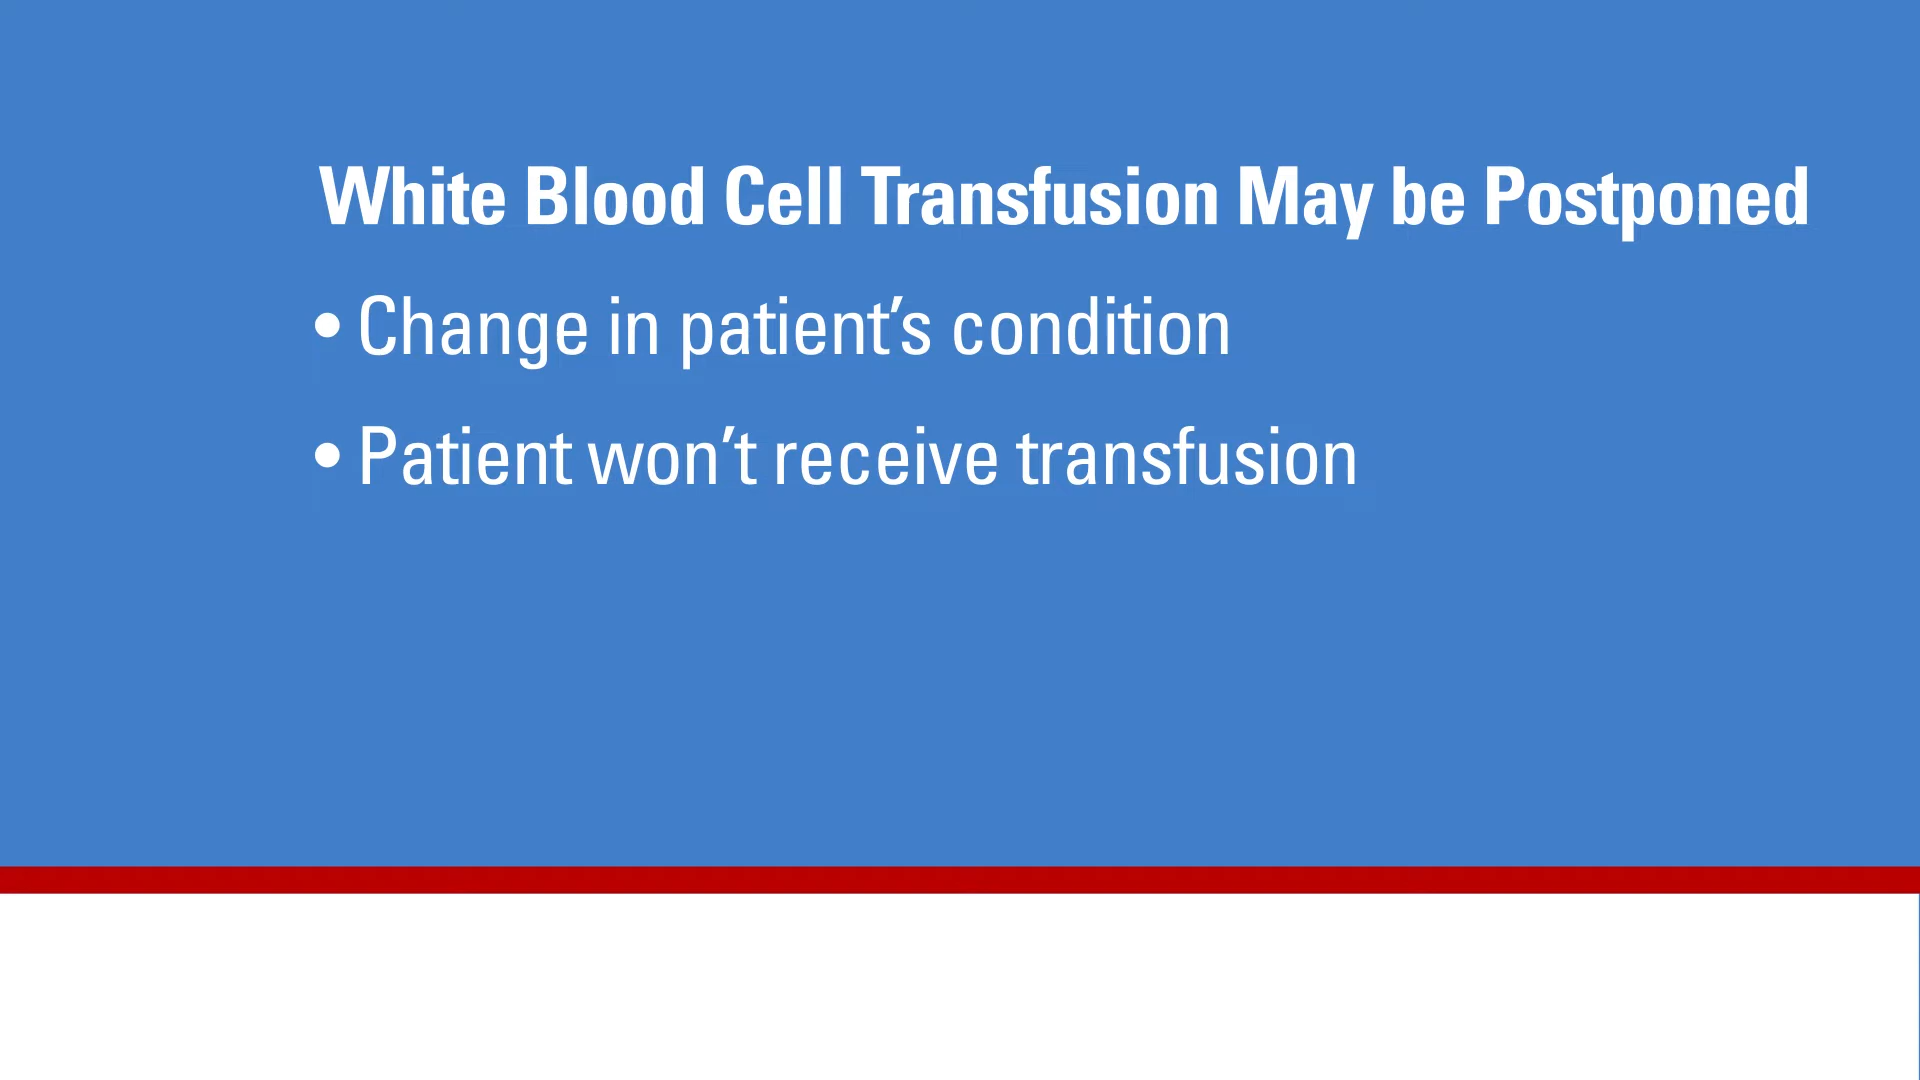 White Blood Cell Transfusion May be Postponed
• Change in patient’s condition
• Patient won’t receive transfusion